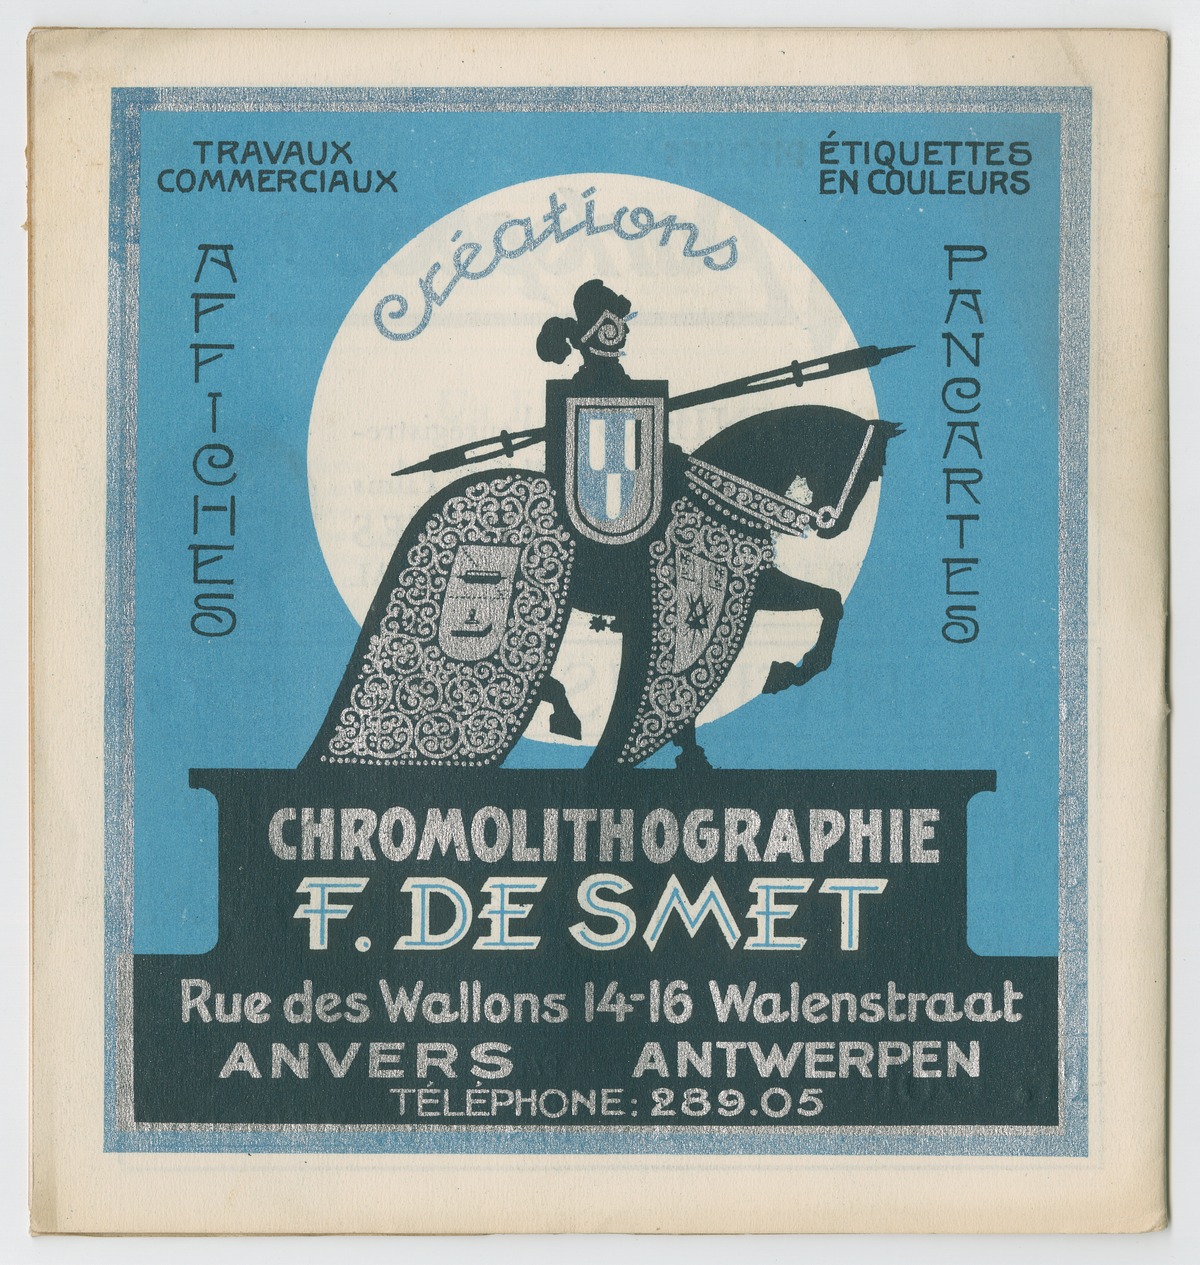 TRAVAUX
COMMERCIAUX
ÉTIQUETTES
EN COULEURS
créations
AFFICHES
PANCARTES
CHROMOLITHOGRAPHIE
F. DE SMET
Rue des Wallons 14-16 Walenstraat
ANVERS ANTWERPEN
TÉLÉPHONE: 289.05